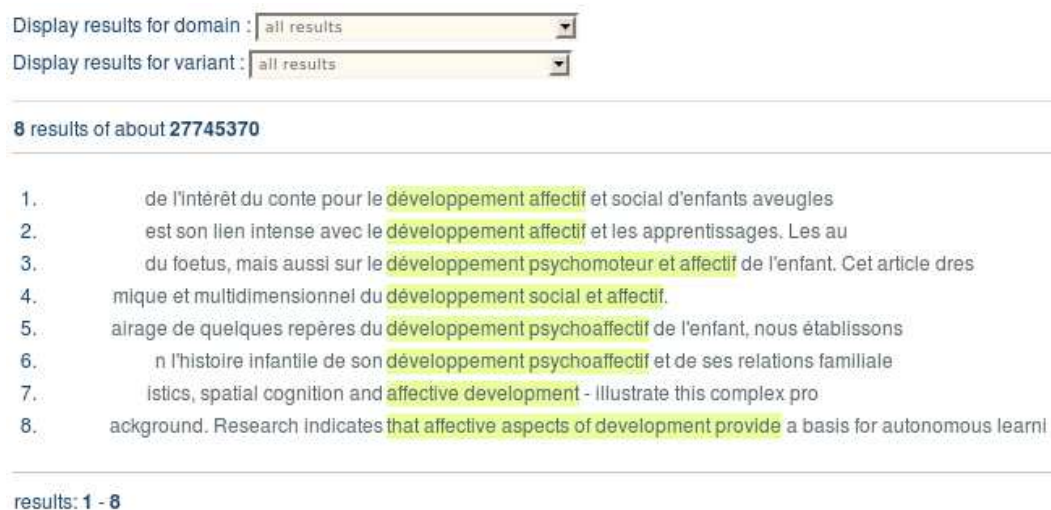 Display results for domain : all results
Display results for variant : all results
8 results of about 27745370
1. de l'intérêt du conte pour le développement affectif et social d'enfants aveugles
2. est son lien intense avec le développement affectif et les apprentissages. Les au
3. du foetus, mais aussi sur le développement psychomoteur et affectif de l'enfant. Cet article dres
4. mique et multidimensionnel du développement social et affectif.
5. airage de quelques repères du développement psychoaffectif de l'enfant, nous établissons
6. n l'histoire infantile de son développement psychoaffectif et de ses relations familiale
7. istics, spatial cognition and affective development - illustrate this complex pro
8. ackground. Research indicates that affective aspects of development provide a basis for autonomous learni
results: 1 - 8